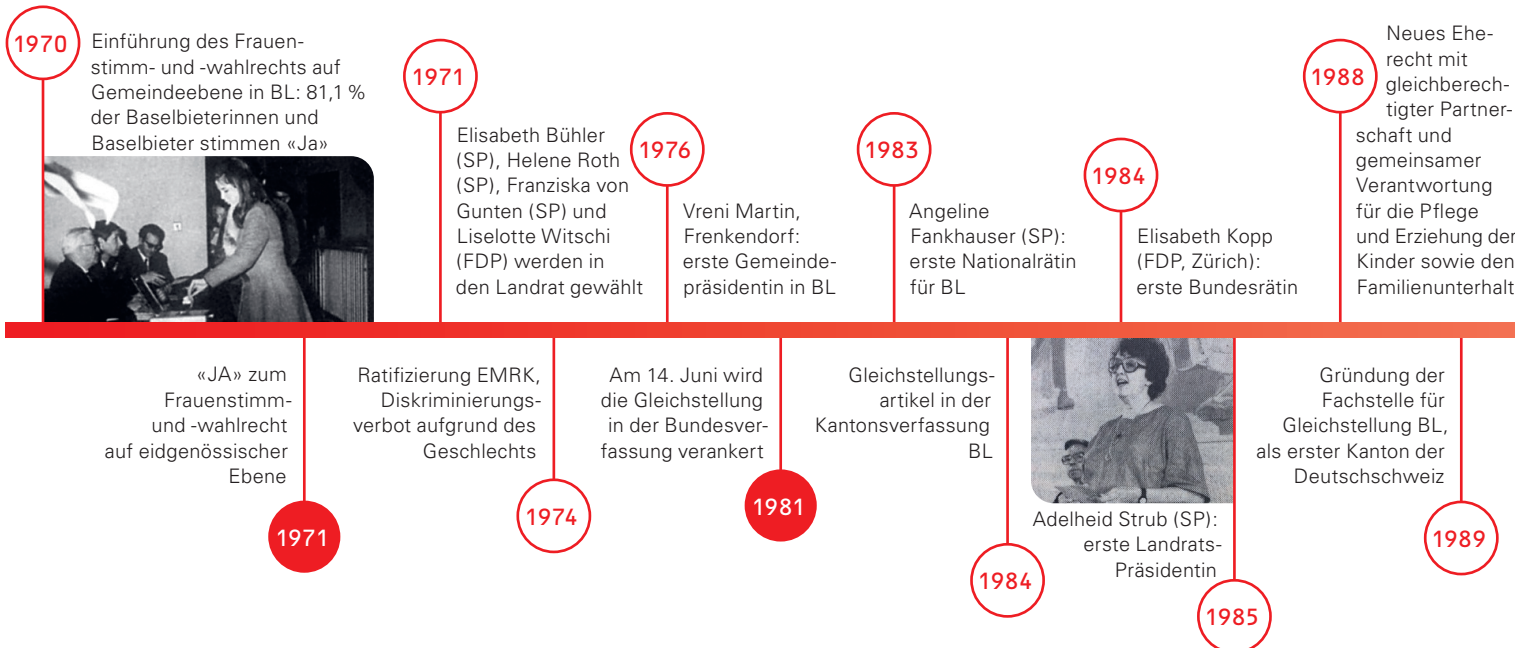 1970
Einführung des Frauen-
stimm- und -wahlrechts auf
Gemeindeebene in BL: 81,1 %
der Baselbieterinnen und
Baselbieter stimmen «Ja»
1971
Elisabeth Bühler
(SP), Helene Roth
(SP), Franziska von
Gunten (SP) und
Liselotte Witschi
(FDP) werden in
den Landrat gewählt
1976
Vreni Martin,
Frenkendorf:
erste Gemeinde-
präsidentin in BL
1983
Angeline
Fankhauser (SP):
erste Nationalrätin
für BL
1984
Elisabeth Kopp
(FDP, Zürich):
erste Bundesrätin
1988
Neues Ehe-
recht mit
gleichberech-
tigter Partner-
schaft und
gemeinsamer
Verantwortung
für die Pflege
und Erziehung der
Kinder sowie den
Familienunterhalt
«JA» zum
Frauenstimm-
und -wahlrecht
auf eidgenössischer
Ebene
1971
Ratifizierung EMRK,
Diskriminierungs-
verbot aufgrund des
Geschlechts
1974
Am 14. Juni wird
die Gleichstellung
in der Bundesver-
fassung verankert
1981
Gleichstellungs-
artikel in der
Kantonsverfassung
BL
1984
Adelheid Strub (SP):
erste Landrats-
Präsidentin
1985
Gründung der
Fachstelle für
Gleichstellung BL,
als erster Kanton der
Deutschschweiz
1989